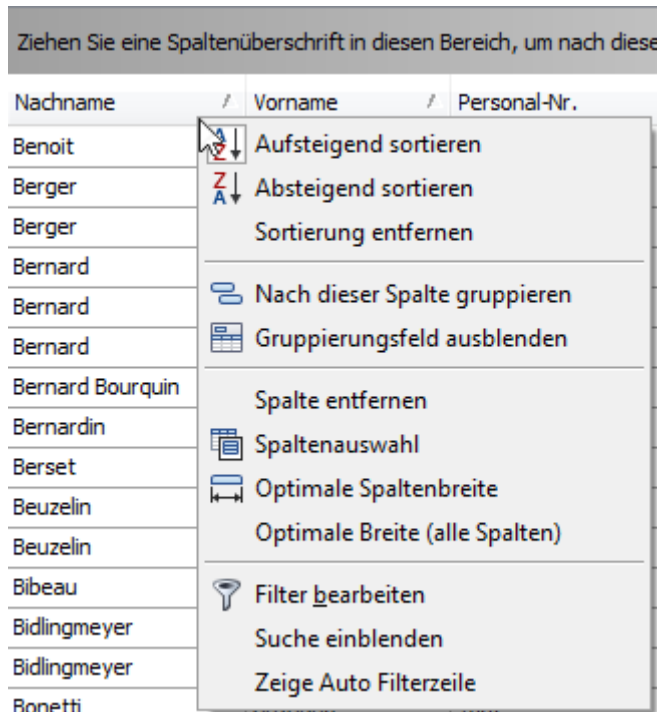 Ziehen Sie eine Spaltenüberschrift in diesen Bereich, um nach diese
Nachname Vorname Personal-Nr.
Benoit
Berger
Berger
Bernard
Bernard
Bernard
Bernard Bourquin
Bernardin
Berset
Beuzelin
Beuzelin
Bibeau
Bidlingmeyer
Bidlingmeyer
Bonetti
Aufsteigend sortieren
Absteigend sortieren
Sortierung entfernen
Nach dieser Spalte gruppieren
Gruppierungsfeld ausblenden
Spalte entfernen
Spaltenauswahl
Optimale Spaltenbreite
Optimale Breite (alle Spalten)
Filter bearbeiten
Suche einblenden
Zeige Auto Filterzeile